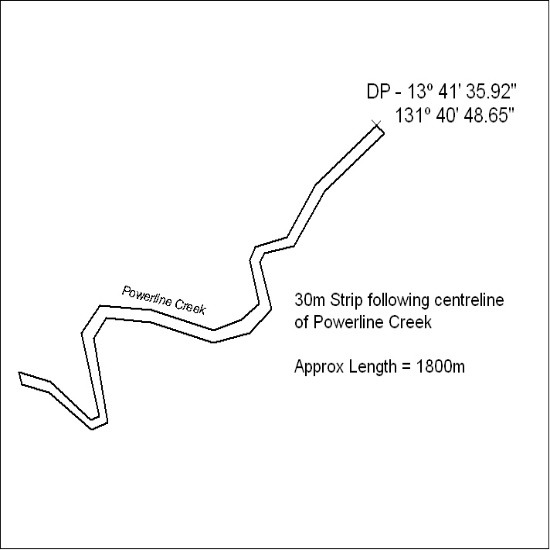 DP - 13º 41' 35.92"
131º 40' 48.65"
Powerline Creek
30m Strip following centreline
of Powerline Creek
Approx Length = 1800m